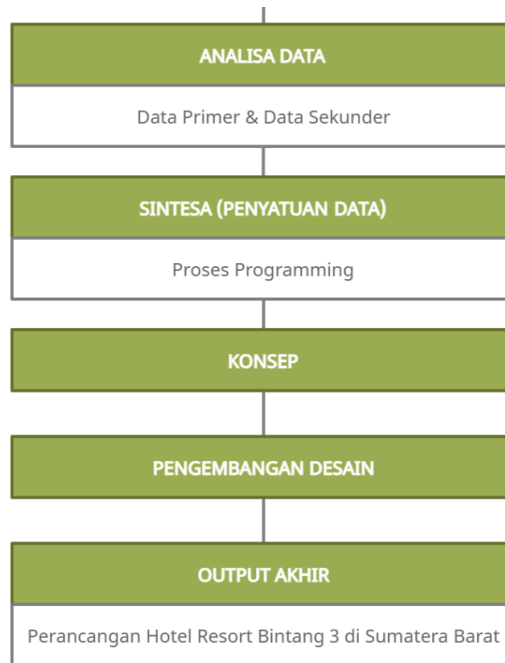 ANALISA DATA
Data Primer & Data Sekunder
SINTESA (PENYATUAN DATA)
Proses Programming
KONSEP
PENGEMBANGAN DESAIN
OUTPUT AKHIR
Perancangan Hotel Resort Bintang 3 di Sumatera Barat